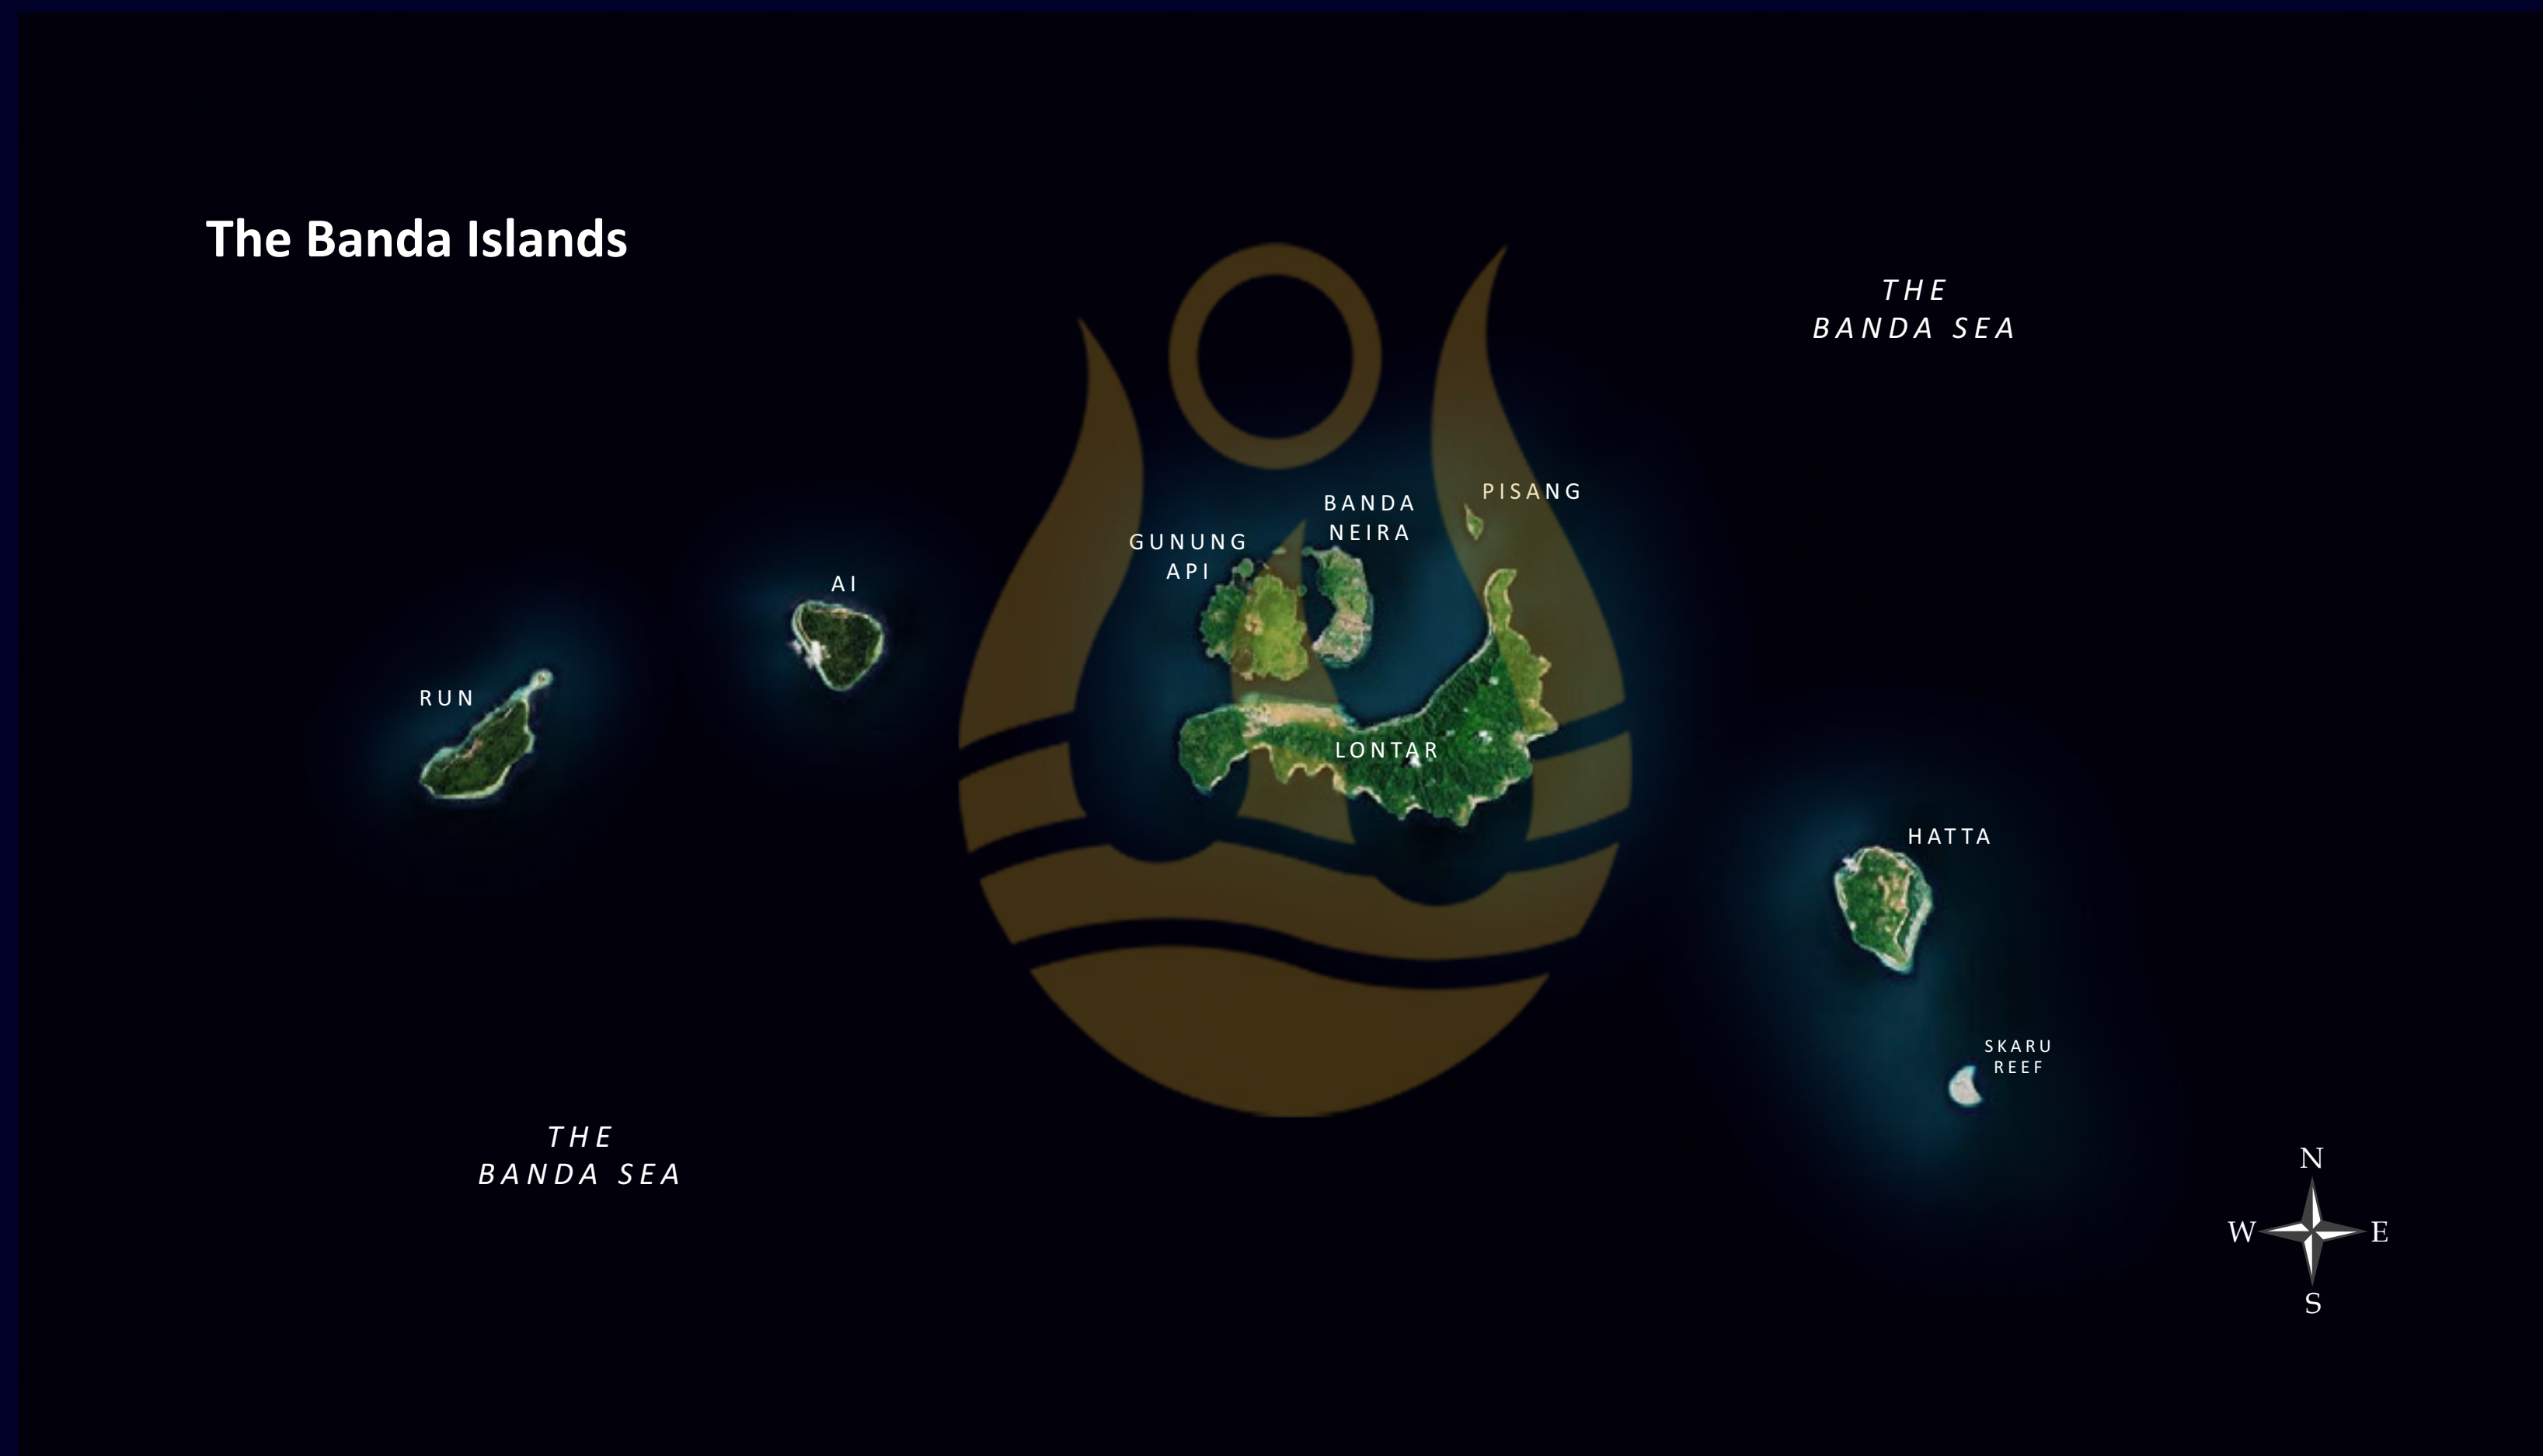 The Banda Islands
THE
BANDA SEA
PISANG
BANDA
NEIRA
GUNUNG
API
AI
RUN
LONTAR
HATTA
SKARU
REEF
THE
BANDA SEA
N
W E
S